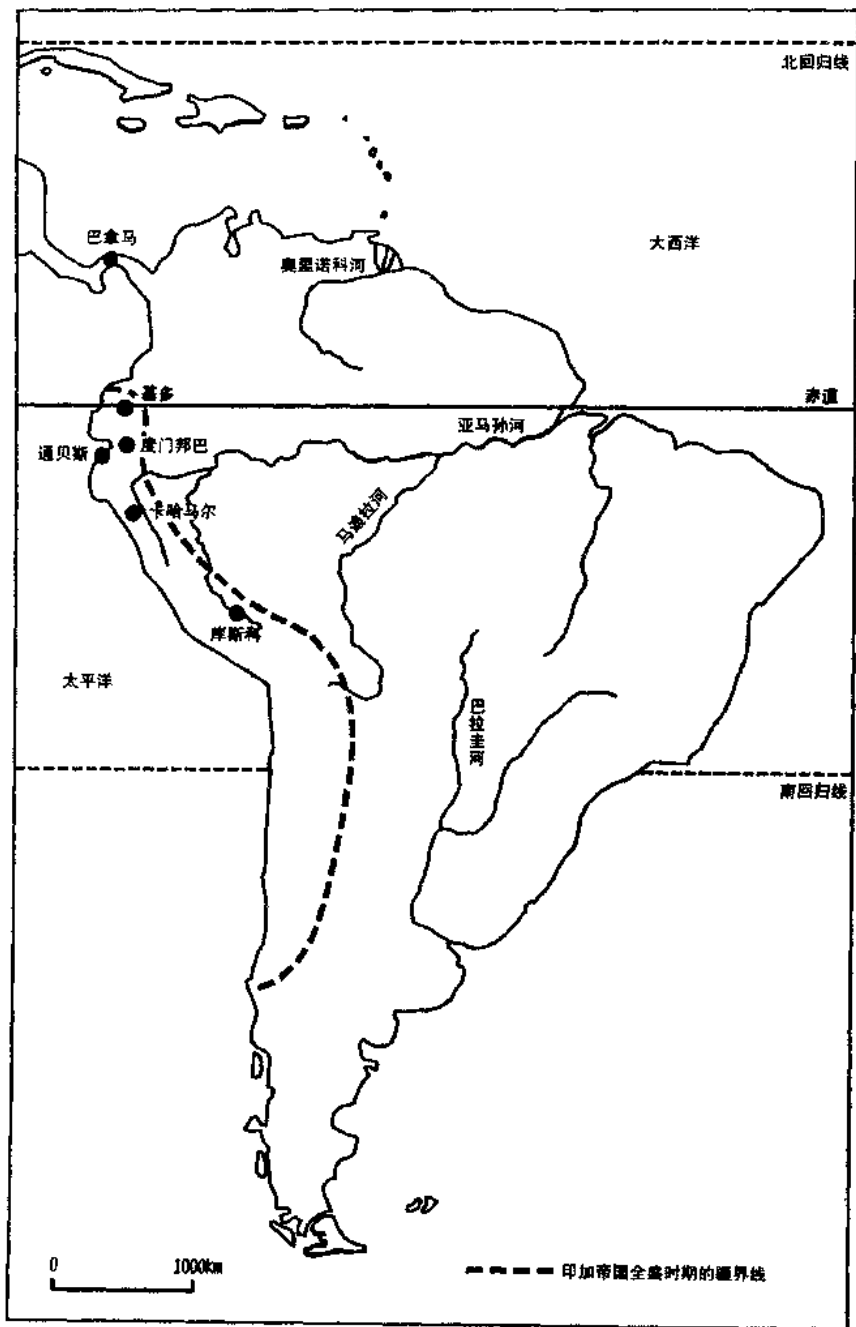 北回归线
大西洋
巴拿马
奥里诺科河
基多
赤道
亚马孙河
通贝斯
度门邦巴
卡哈马尔
马德拉河
库斯科
太平洋
巴拉圭河
南回归线
0 1000km
印加帝国全盛时期的疆界线